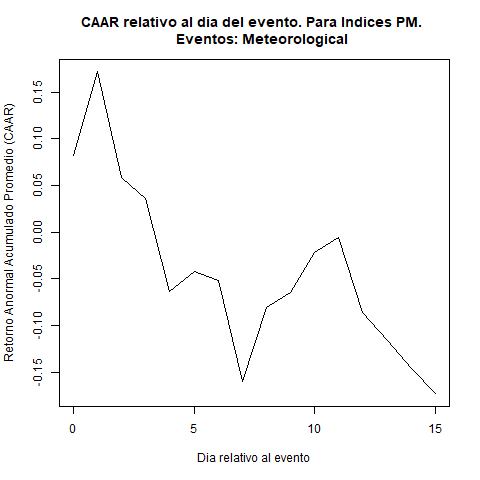 CAAR relativo al dia del evento. Para Indices PM.
Eventos: Meteorological
Retorno Anormal Acumulado Promedio (CAAR)
0.15
0.10
0.05
0.00
-0.05
-0.10
-0.15
0 5 10 15
Dia relativo al evento